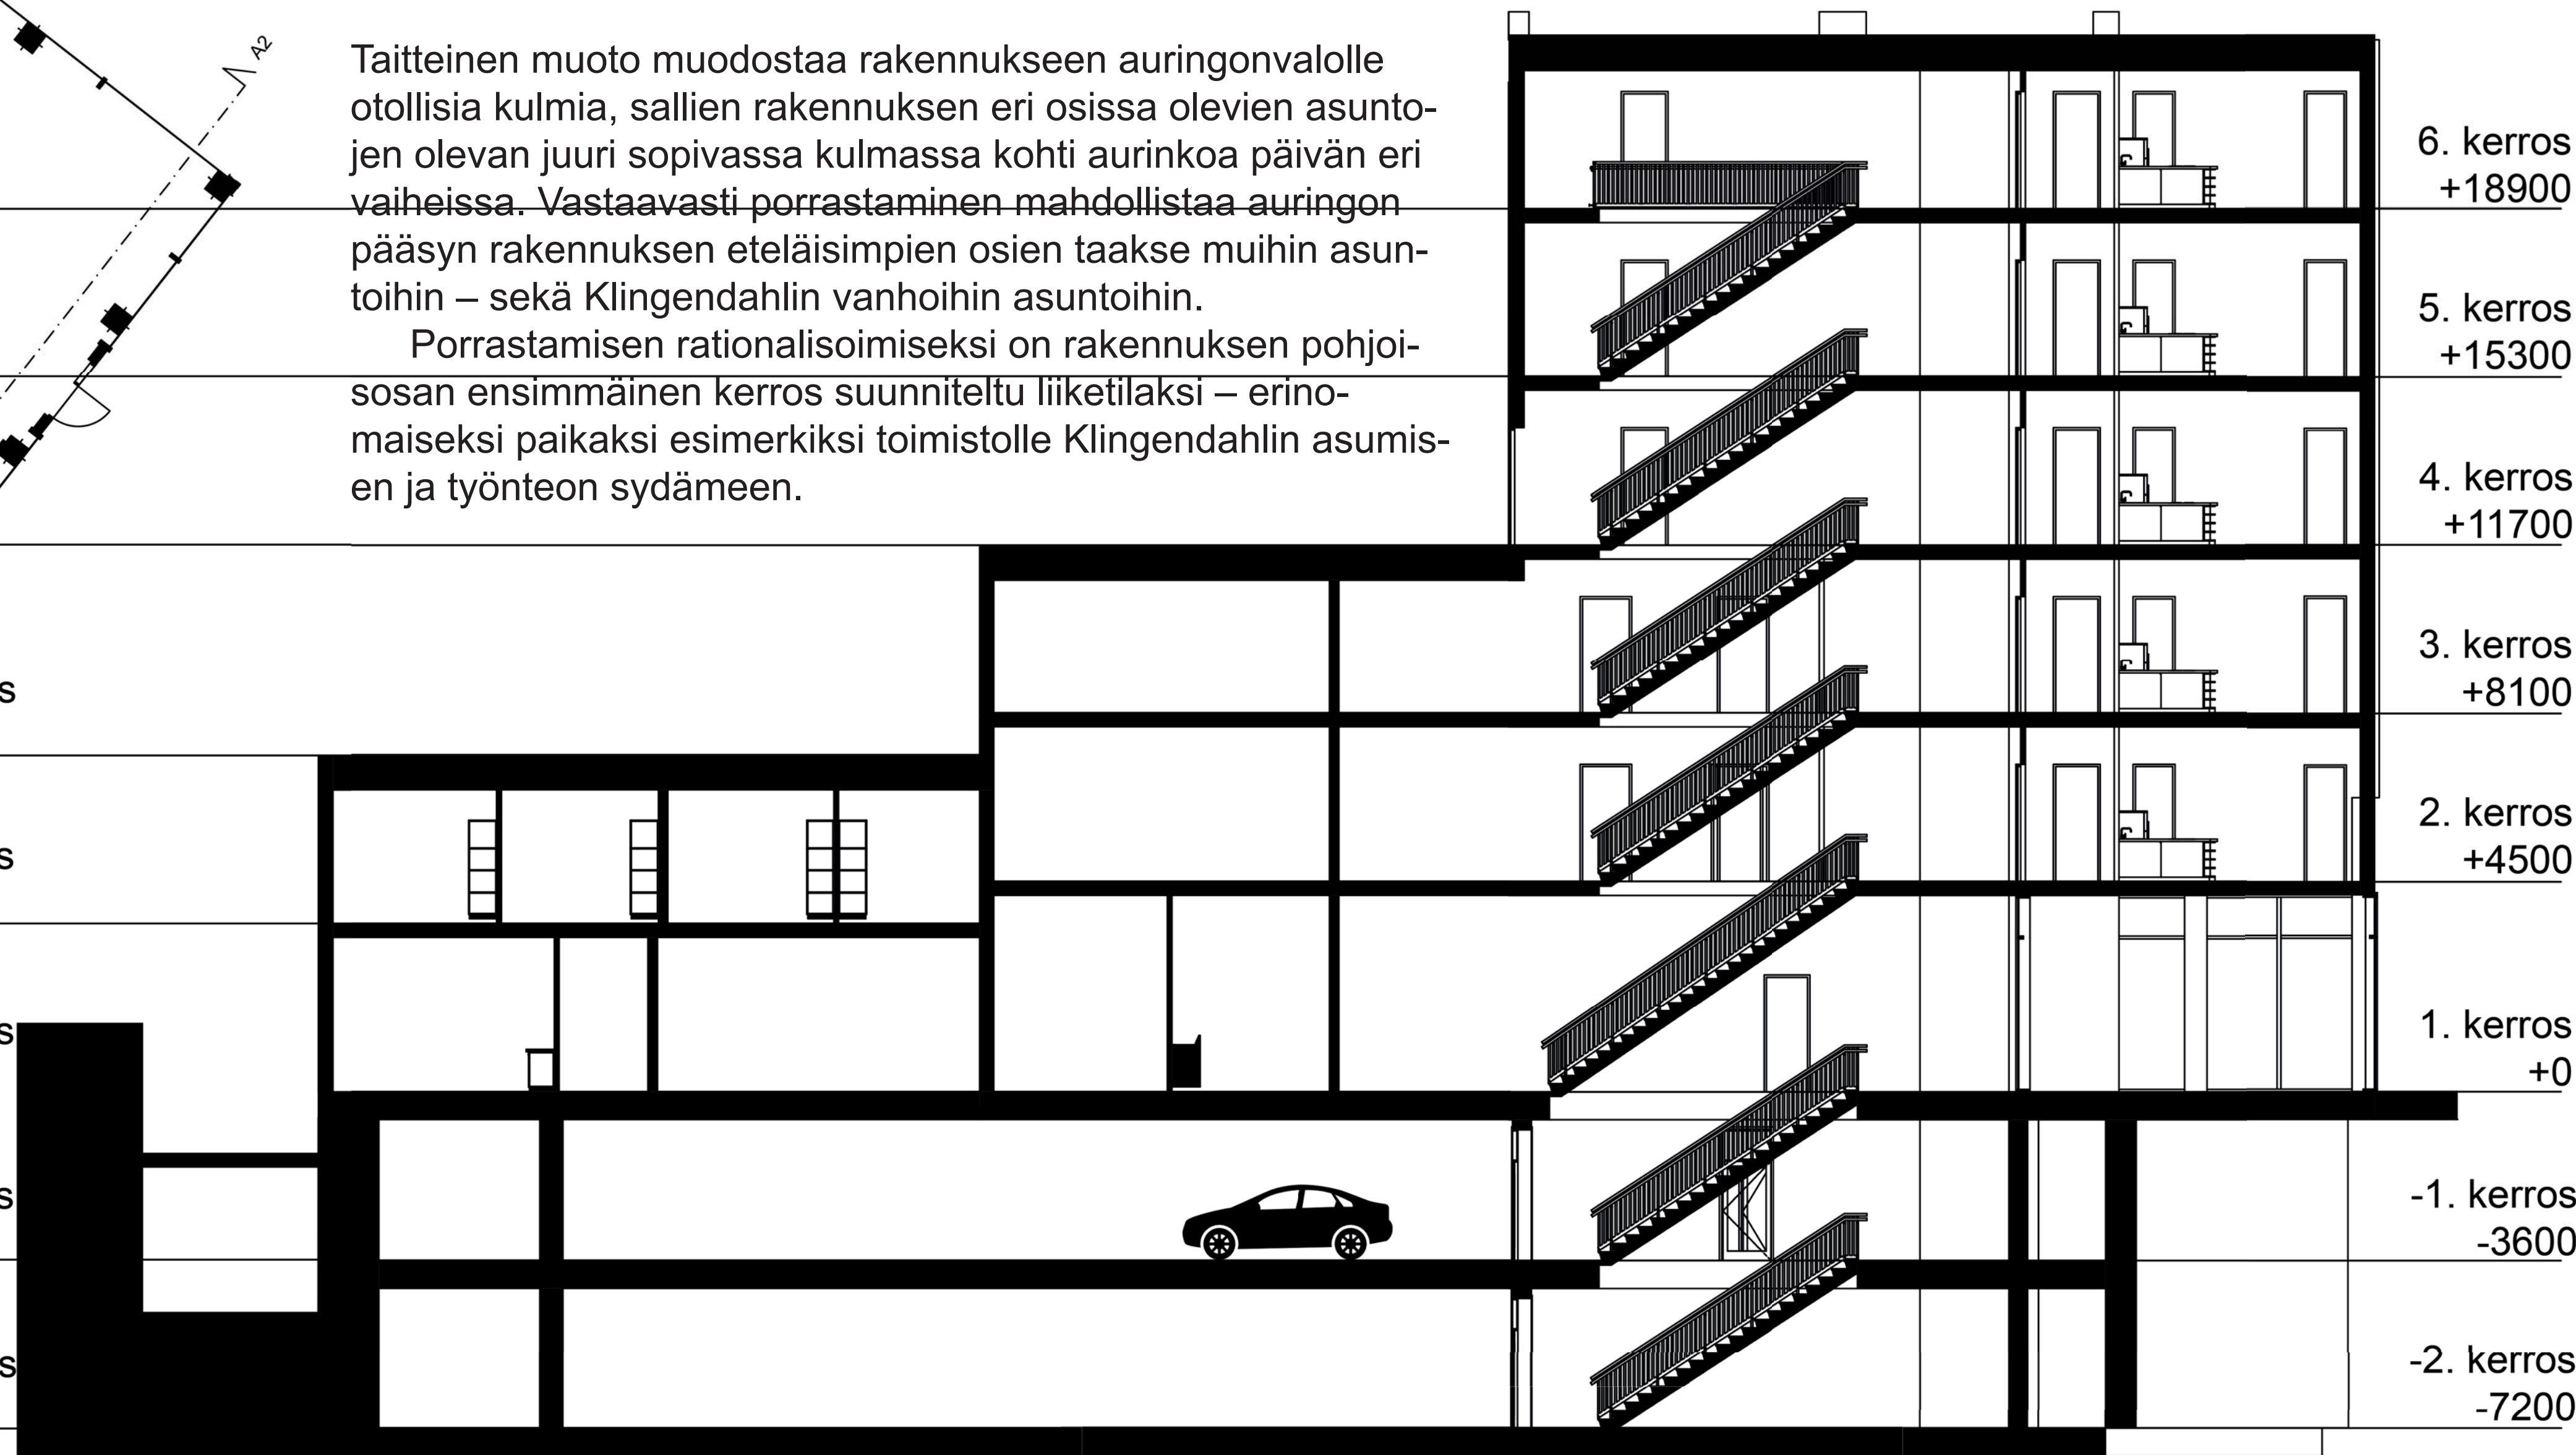 A2
Taitteinen muoto muodostaa rakennukseen auringonvalolle
otollisia kulmia, sallien rakennuksen eri osissa olevien asunto-
jen olevan juuri sopivassa kulmassa kohti aurinkoa päivän eri
vaiheissa. Vastaavasti porrastaminen mahdollistaa auringon
pääsyn rakennuksen eteläisimpien osien taakse muihin asun-
toihin – sekä Klingendahlin vanhoihin asuntoihin.
Porrastamisen rationalisoimiseksi on rakennuksen pohjoi-
sosan ensimmäinen kerros suunniteltu liiketilaksi – erino-
maiseksi paikaksi esimerkiksi toimistolle Klingendahlin asumis-
en ja työnteon sydämeen.
6. kerros
+18900
5. kerros
+15300
4. kerros
+11700
3. kerros
+8100
2. kerros
+4500
1. kerros
+0
-1. kerros
-3600
-2. kerros
-7200
s
s
s
s
s